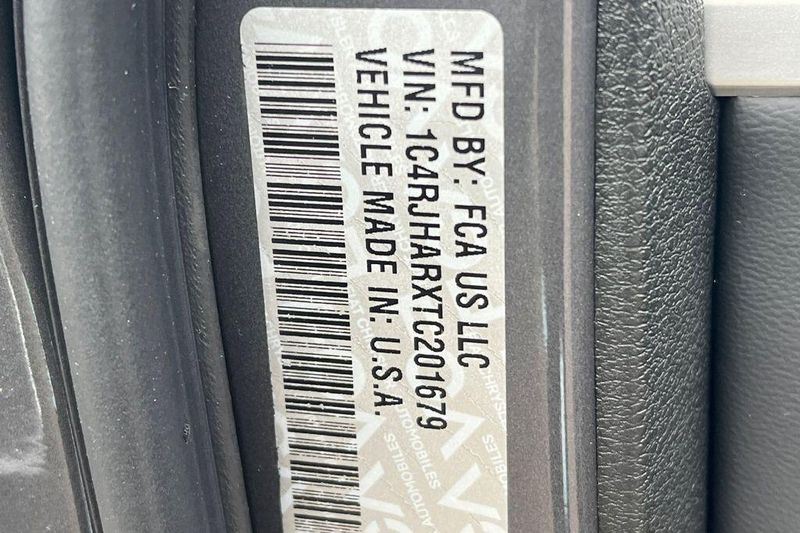 MFD BY: FCA US LLC
VIN: 1C4RJHARXTC201679
VEHICLE MADE IN: U.S.A.